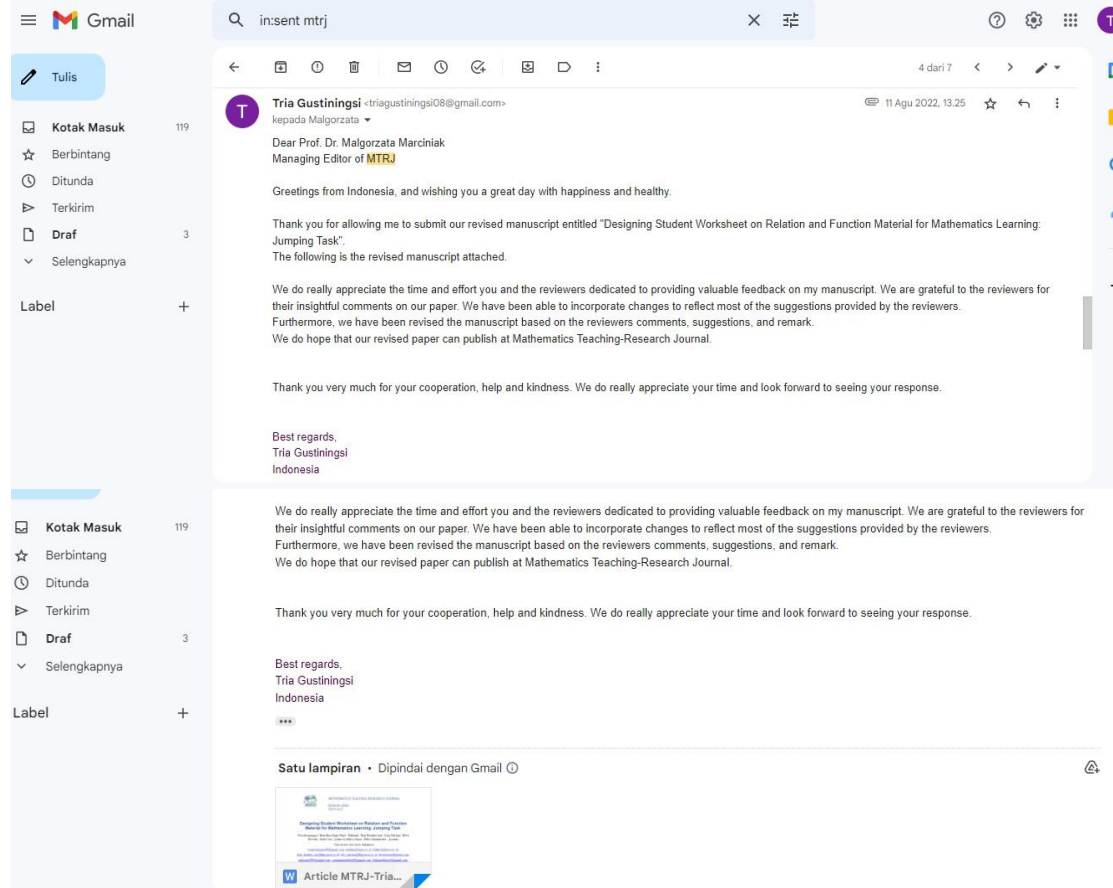 Gmail
in:sent mtrj
Tulis
4 dari 7
Kotak Masuk 119
Berbintang
Ditunda
Terkirim
Draf 3
Selengkapnya
Label
T
Tria Gustiningsi <triagustiningsi08@gmail.com>
11 Agu 2022, 13.25
kepada Malgorzata
Dear Prof. Dr. Malgorzata Marciniak
Managing Editor of MTRJ
Greetings from Indonesia, and wishing you a great day with happiness and healthy.
Thank you for allowing me to submit our revised manuscript entitled "Designing Student Worksheet on Relation and Function Material for Mathematics Learning:
Jumping Task".
The following is the revised manuscript attached.
We do really appreciate the time and effort you and the reviewers dedicated to providing valuable feedback on my manuscript. We are grateful to the reviewers for
their insightful comments on our paper. We have been able to incorporate changes to reflect most of the suggestions provided by the reviewers.
Furthermore, we have been revised the manuscript based on the reviewers comments, suggestions, and remark.
We do hope that our revised paper can publish at Mathematics Teaching-Research Journal.
Thank you very much for your cooperation, help and kindness. We do really appreciate your time and look forward to seeing your response.
Best regards,
Tria Gustiningsi
Indonesia
Kotak Masuk 119
Berbintang
Ditunda
Terkirim
Draf 3
Selengkapnya
Label
We do really appreciate the time and effort you and the reviewers dedicated to providing valuable feedback on my manuscript. We are grateful to the reviewers for
their insightful comments on our paper. We have been able to incorporate changes to reflect most of the suggestions provided by the reviewers.
Furthermore, we have been revised the manuscript based on the reviewers comments, suggestions, and remark.
We do hope that our revised paper can publish at Mathematics Teaching-Research Journal.
Thank you very much for your cooperation, help and kindness. We do really appreciate your time and look forward to seeing your response.
Best regards,
Tria Gustiningsi
Indonesia
Satu lampiran • Dipindai dengan Gmail
Designing Student Worksheet on Relation and Function
Material for Mathematics Learning: Jumping Task
W Article MTRJ-Tria...